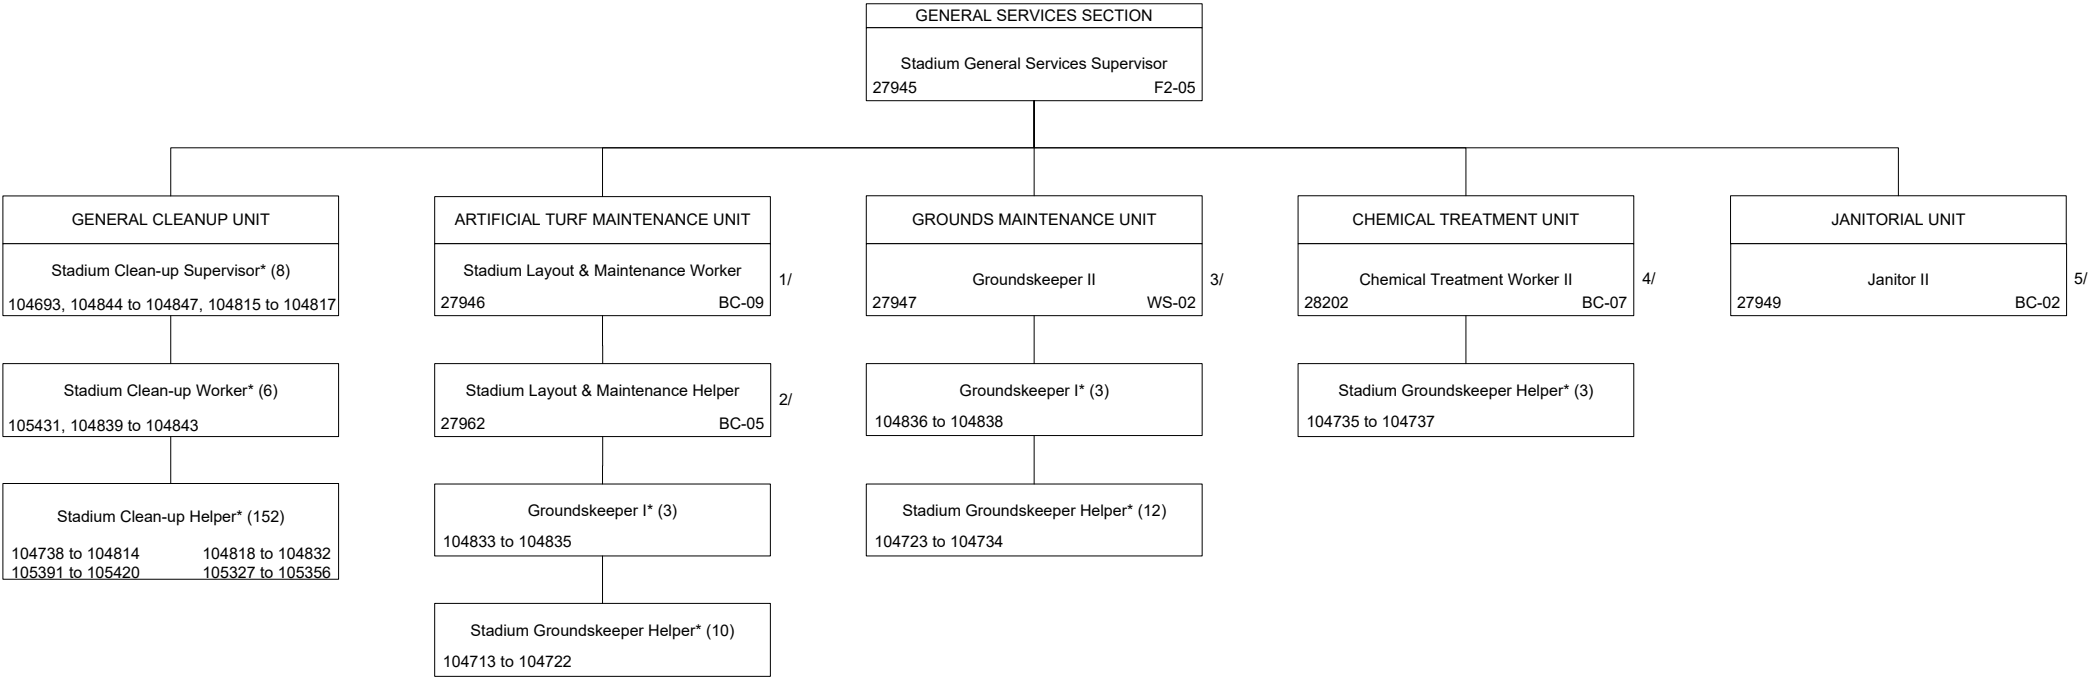 GENERAL SERVICES SECTION
Stadium General Services Supervisor
27945 F2-05
GENERAL CLEANUP UNIT
Stadium Clean-up Supervisor* (8)
104693, 104844 to 104847, 104815 to 104817
Stadium Clean-up Worker* (6)
105431, 104839 to 104843
Stadium Clean-up Helper* (152)
104738 to 104814 104818 to 104832
105391 to 105420 105327 to 105356
ARTIFICIAL TURF MAINTENANCE UNIT
Stadium Layout & Maintenance Worker
1/
27946 BC-09
Stadium Layout & Maintenance Helper
2/
27962 BC-05
Groundskeeper I* (3)
104833 to 104835
Stadium Groundskeeper Helper* (10)
104713 to 104722
GROUNDS MAINTENANCE UNIT
Groundskeeper II 3/
27947 WS-02
Groundskeeper I* (3)
104836 to 104838
Stadium Groundskeeper Helper* (12)
104723 to 104734
CHEMICAL TREATMENT UNIT
Chemical Treatment Worker II 4/
28202 BC-07
Stadium Groundskeeper Helper* (3)
104735 to 104737
JANITORIAL UNIT
Janitor II 5/
27949 BC-02